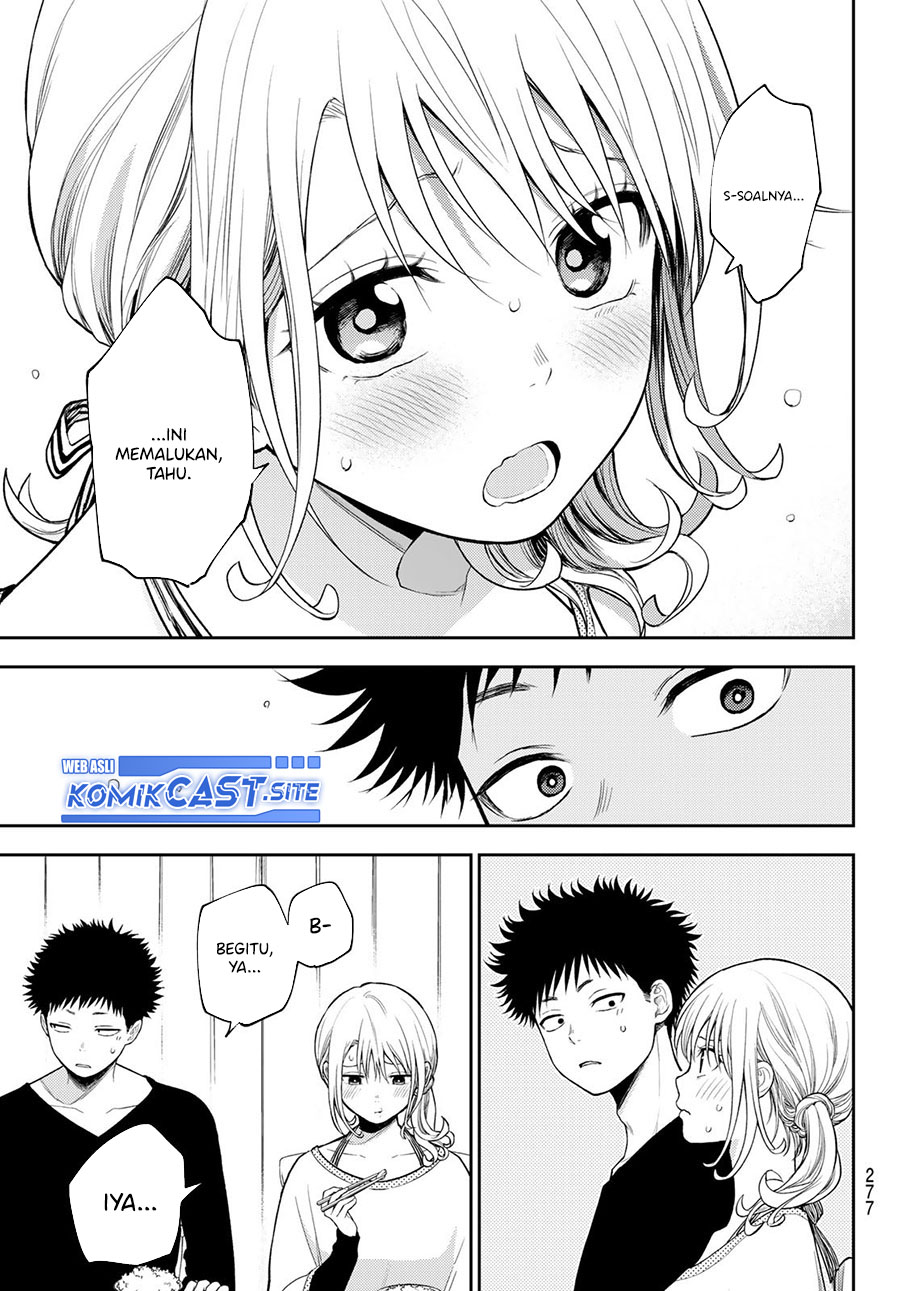 S-SOALNYA...
...INI
MEMALUKAN,
TAHU.
WEB ASLI
KOMIKCAST.SITE
B-
BEGITU,
YA...
IYA...
277